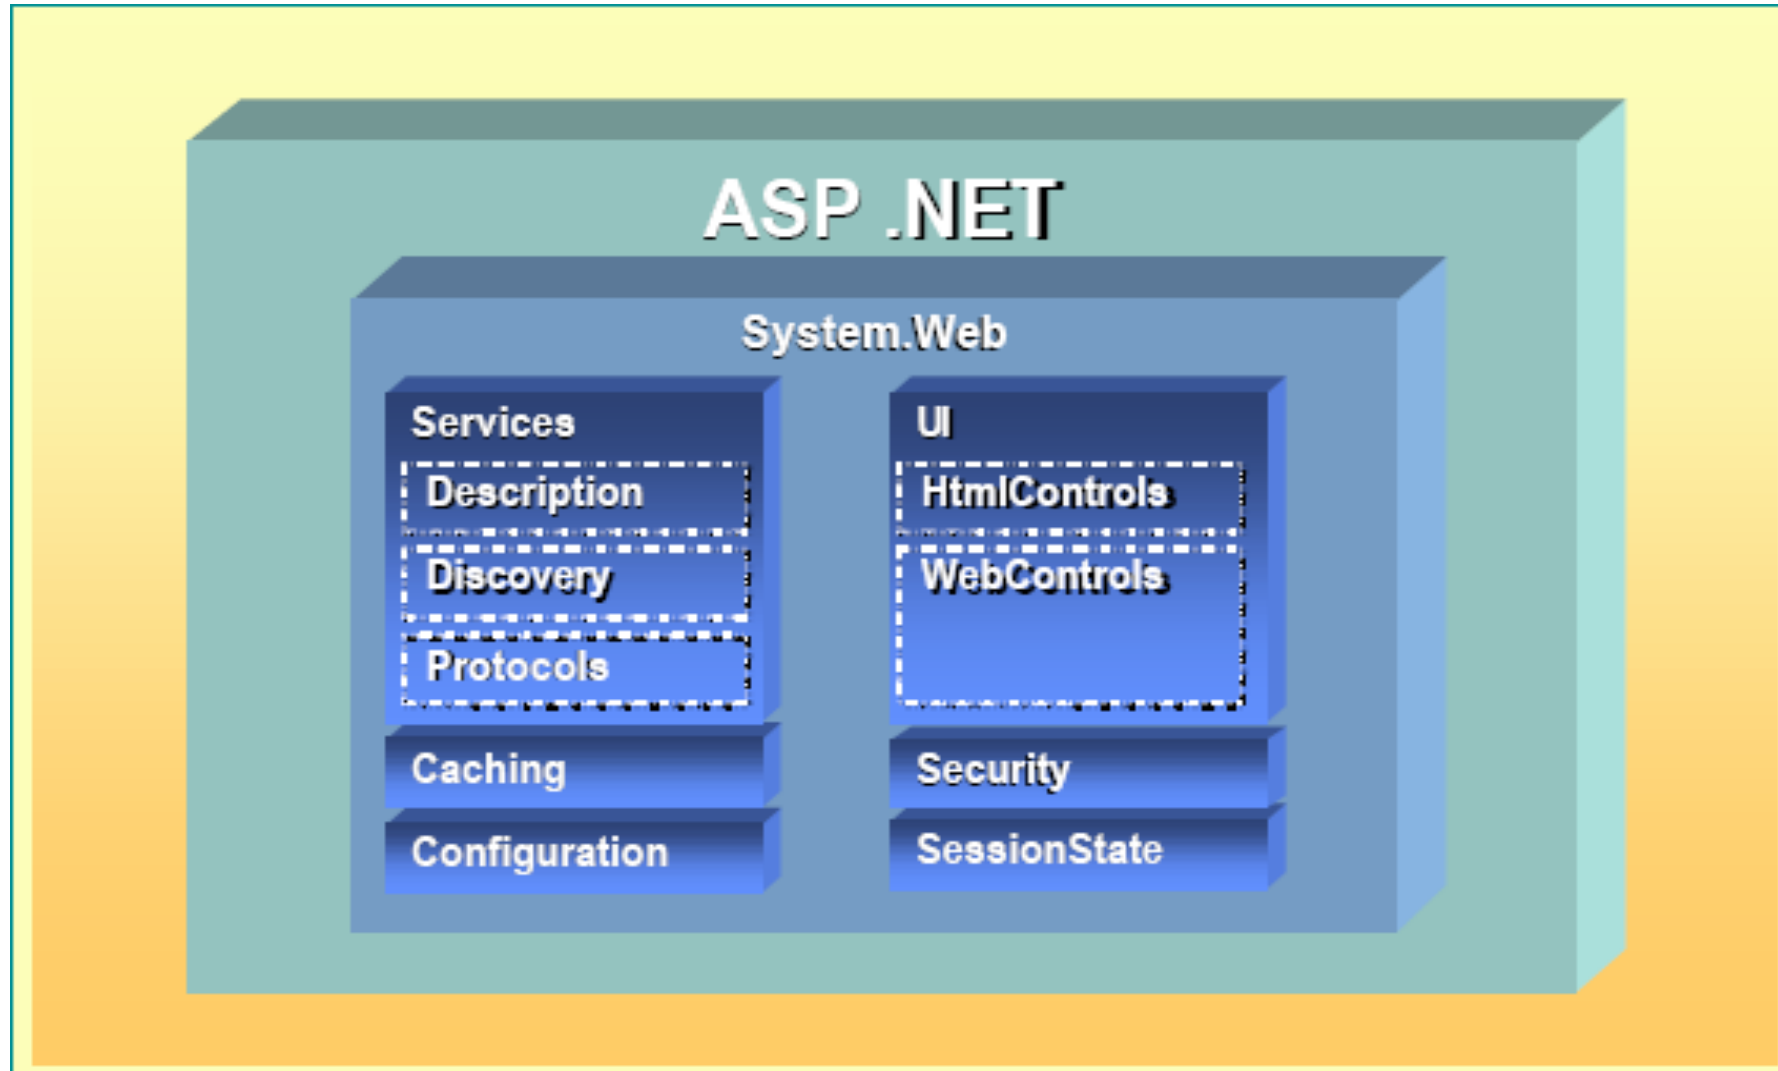 ASP .NET
System.Web
Services
Description
Discovery
Protocols
Caching
Configuration
UI
HtmlControls
WebControls
Security
SessionState